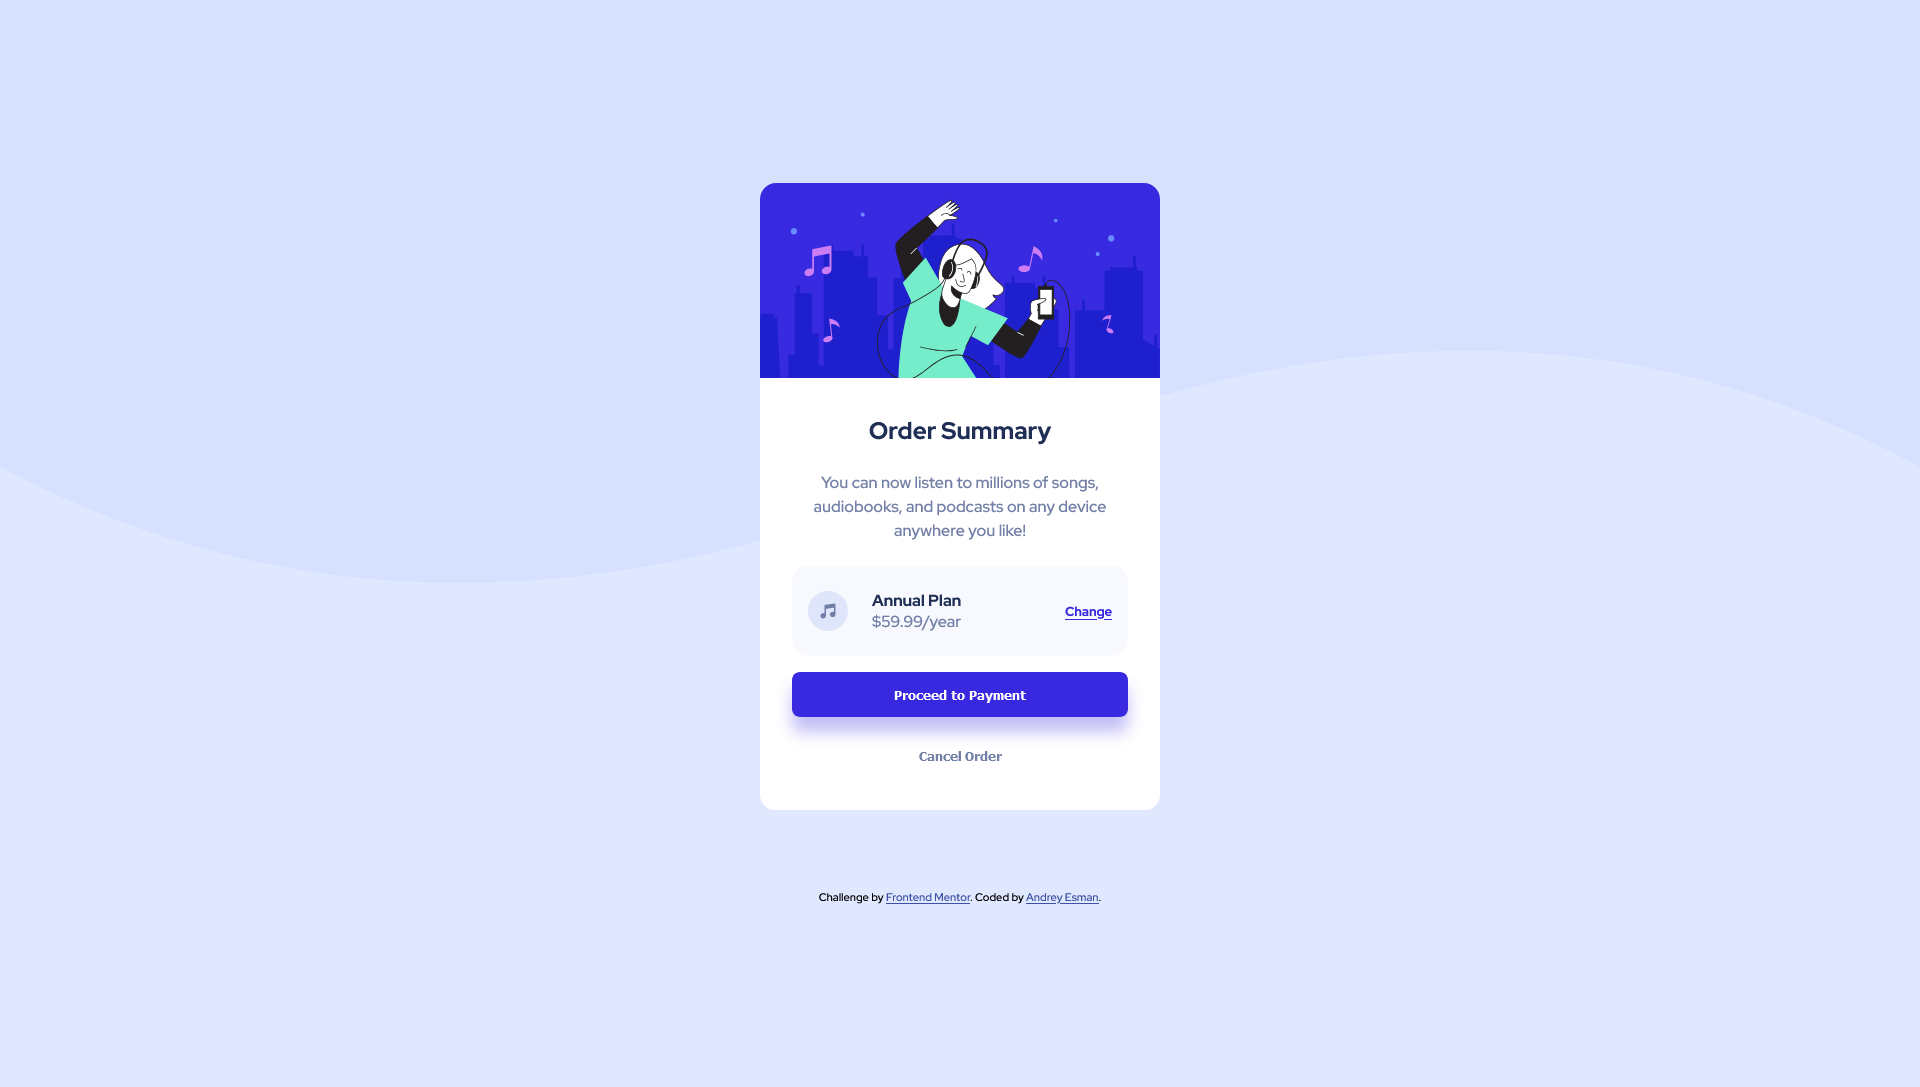 Order Summary
You can now listen to millions of songs,
audiobooks, and podcasts on any device
anywhere you like!
Annual Plan
$59.99/year
Change
Proceed to Payment
Cancel Order
Challenge by Frontend Mentor. Coded by Andrey Esman.